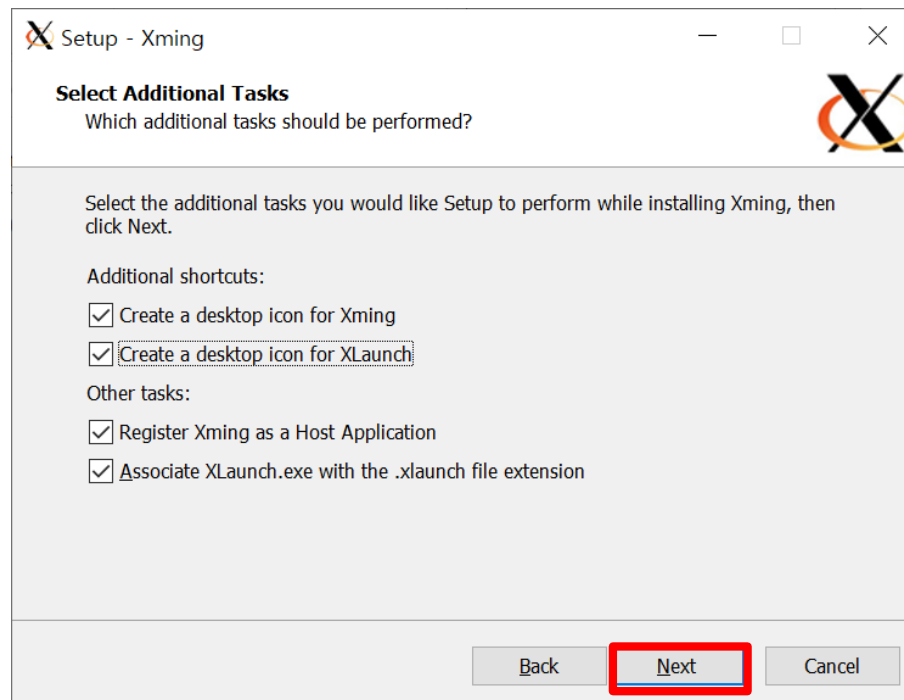 Setup - Xming
Select Additional Tasks
Which additional tasks should be performed?
Select the additional tasks you would like Setup to perform while installing Xming, then
click Next.
Additional shortcuts:
Create a desktop icon for Xming
Create a desktop icon for XLaunch
Other tasks:
Register Xming as a Host Application
Associate XLaunch.exe with the .xlaunch file extension
Back Next Cancel